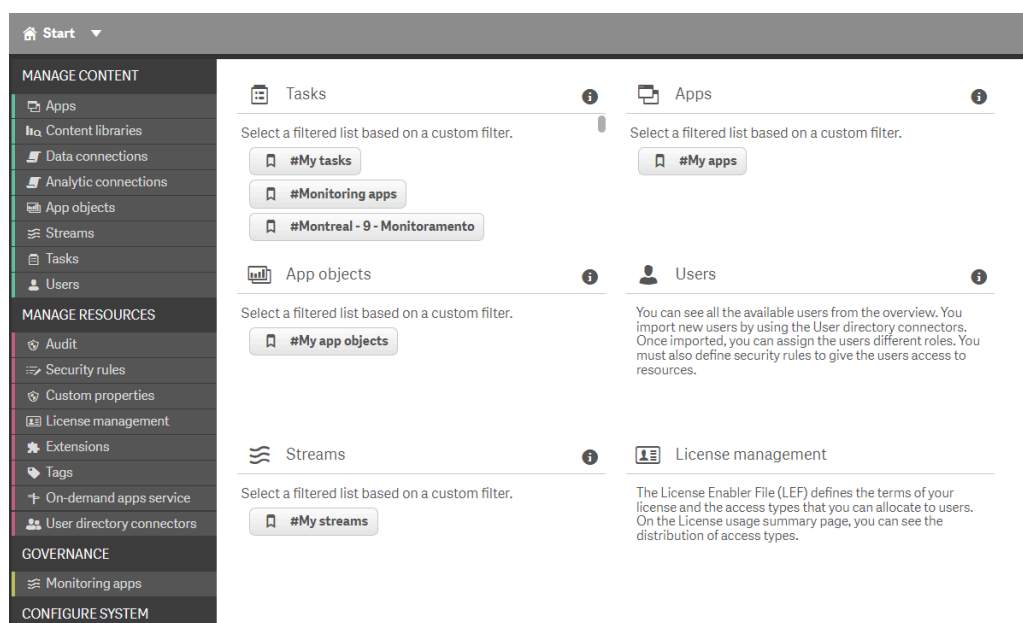 Start
MANAGE CONTENT
Apps
Content libraries
Data connections
Analytic connections
App objects
Streams
Tasks
Users
MANAGE RESOURCES
Audit
Security rules
Custom properties
License management
Extensions
Tags
On-demand apps service
User directory connectors
GOVERNANCE
Monitoring apps
CONFIGURE SYSTEM
Tasks
Select a filtered list based on a custom filter.
#My tasks
#Monitoring apps
#Montreal - 9 - Monitoramento
Apps
Select a filtered list based on a custom filter.
#My apps
App objects
Select a filtered list based on a custom filter.
#My app objects
Users
You can see all the available users from the overview. You
import new users by using the User directory connectors.
Once imported, you can assign the users different roles. You
must also define security rules to give the users access to
resources.
Streams
Select a filtered list based on a custom filter.
#My streams
License management
The License Enabler File (LEF) defines the terms of your
license and the access types that you can allocate to users.
On the License usage summary page, you can see the
distribution of access types.